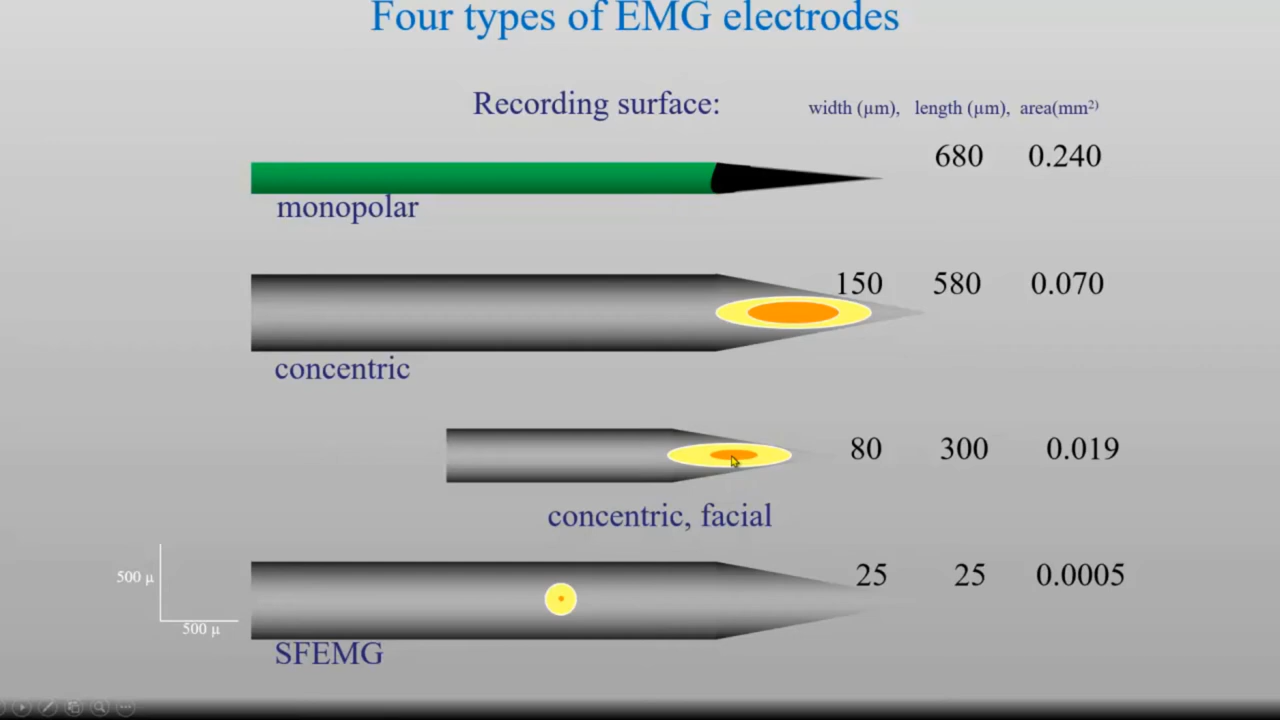 Four types of EMG electrodes
Recording surface: width (µm), length (µm), area(mm²)
680 0.240
monopolar
150 580 0.070
concentric
80 300 0.019
concentric, facial
25 25 0.0005
500 µ
500 µ
SFEMG